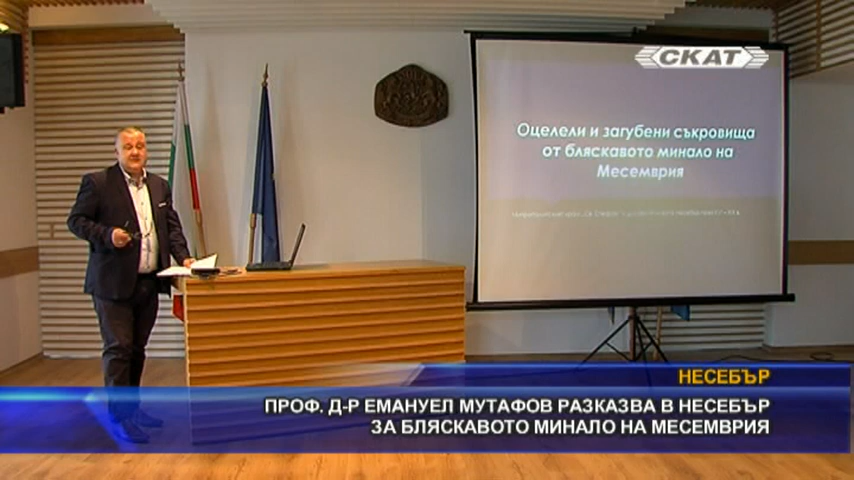 СКАТ
Оцелели и загубени съкровища
от бляскавото минало на
Месемврия
НЕСЕБЪР
ПРОФ. Д-Р ЕМАНУЕЛ МУТАФОВ РАЗКАЗВА В НЕСЕБЪР
ЗА БЛЯСКАВОТО МИНАЛО НА МЕСЕМВРИЯ